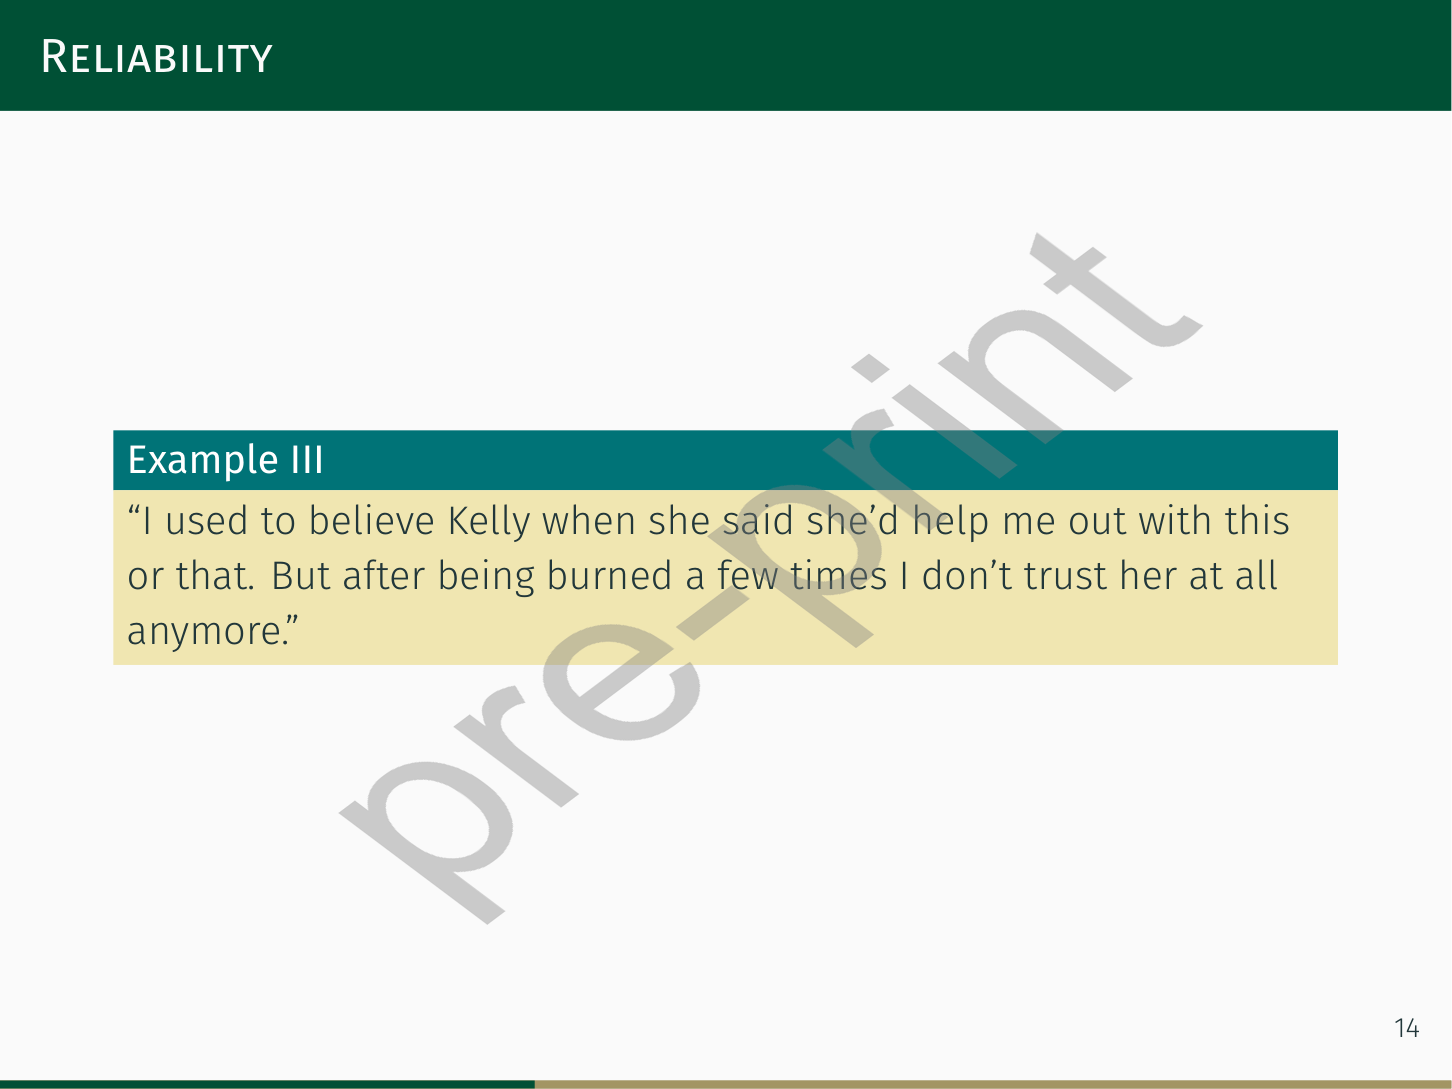 RELIABILITY
Example III
“I used to believe Kelly when she said she’d help me out with this
or that. But after being burned a few times I don’t trust her at all
anymore.”
pre-print
14